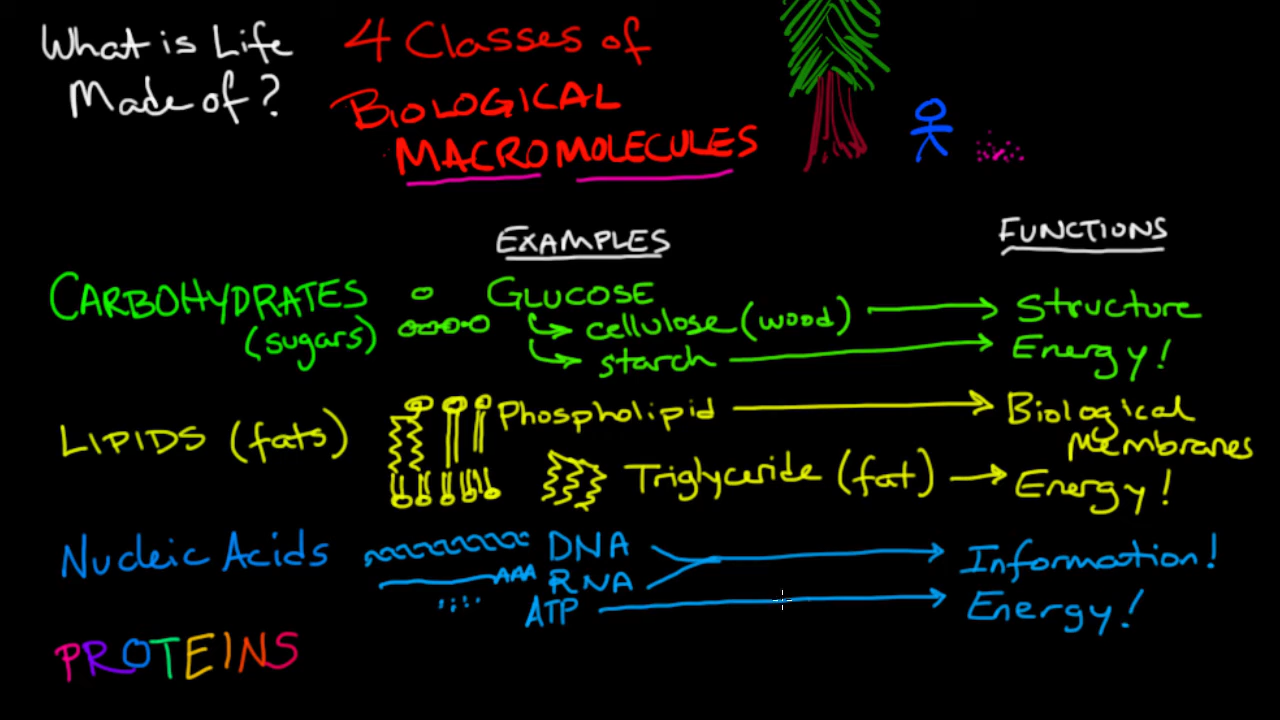 What is Life
Made of?
4 Classes of
BIOLOGICAL
MACROMOLECULES
EXAMPLES
FUNCTIONS
CARBOHYDRATES
(sugars)
GLUCOSE
cellulose (wood)
starch
Structure
Energy!
LIPIDS (fats)
Phospholipid
Biological
Membranes
Triglyceride (fat)
Energy!
Nucleic Acids
DNA
AAA RNA
ATP
Information!
Energy!
PROTEINS